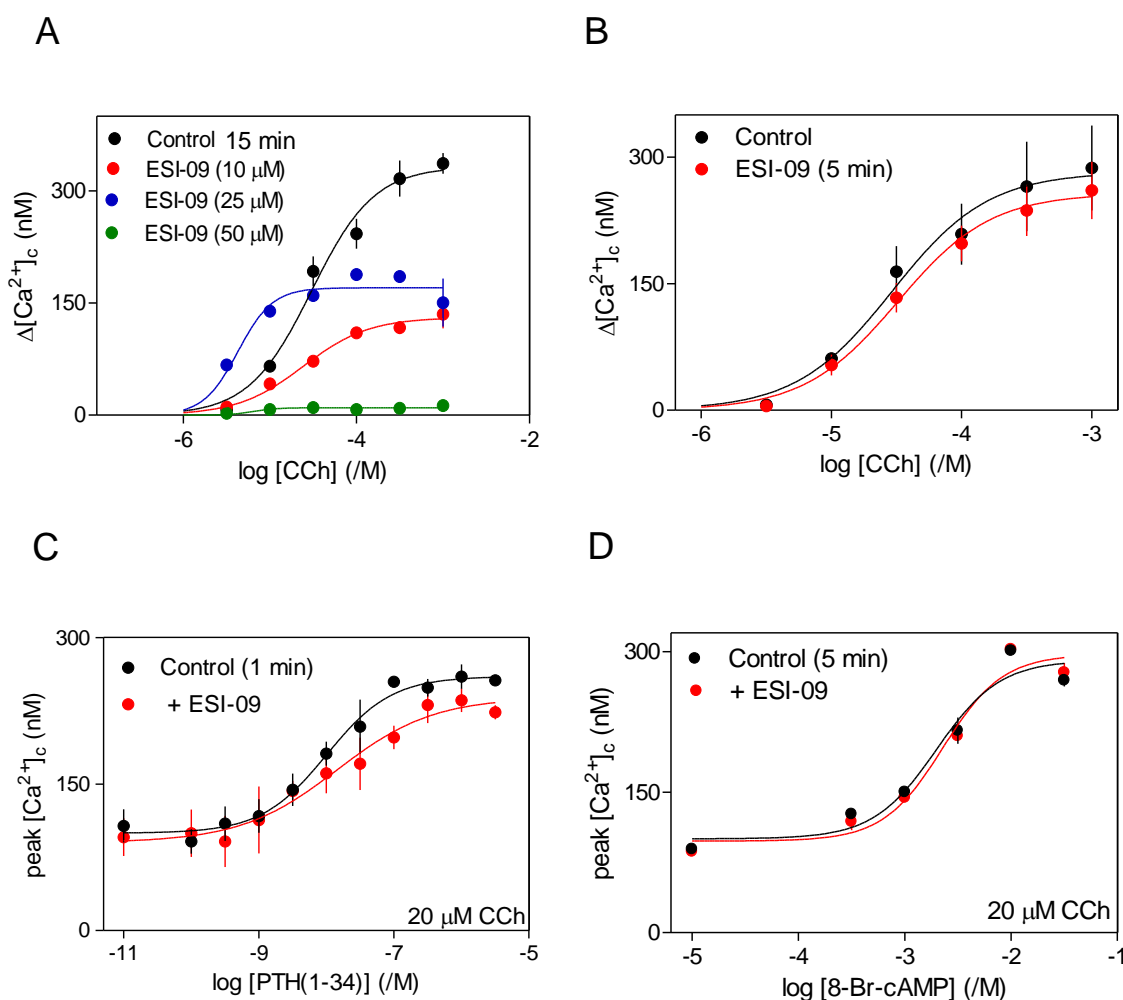 A
Control 15 min
ESI-09 (10 μM)
ESI-09 (25 μM)
ESI-09 (50 μM)
300
150
0
Δ[Ca²⁺]c (nM)
-6
-4
-2
log [CCh] (/M)
B
Control
ESI-09 (5 min)
300
150
0
Δ[Ca²⁺]c (nM)
-6
-5
-4
-3
log [CCh] (/M)
C
Control (1 min)
+ ESI-09
300
150
0
peak [Ca²⁺]c (nM)
20 μM CCh
-11
-9
-7
-5
log [PTH(1-34)] (/M)
D
Control (5 min)
+ ESI-09
300
150
0
peak [Ca²⁺]c (nM)
20 μM CCh
-5
-4
-3
-2
-1
log [8-Br-cAMP] (/M)